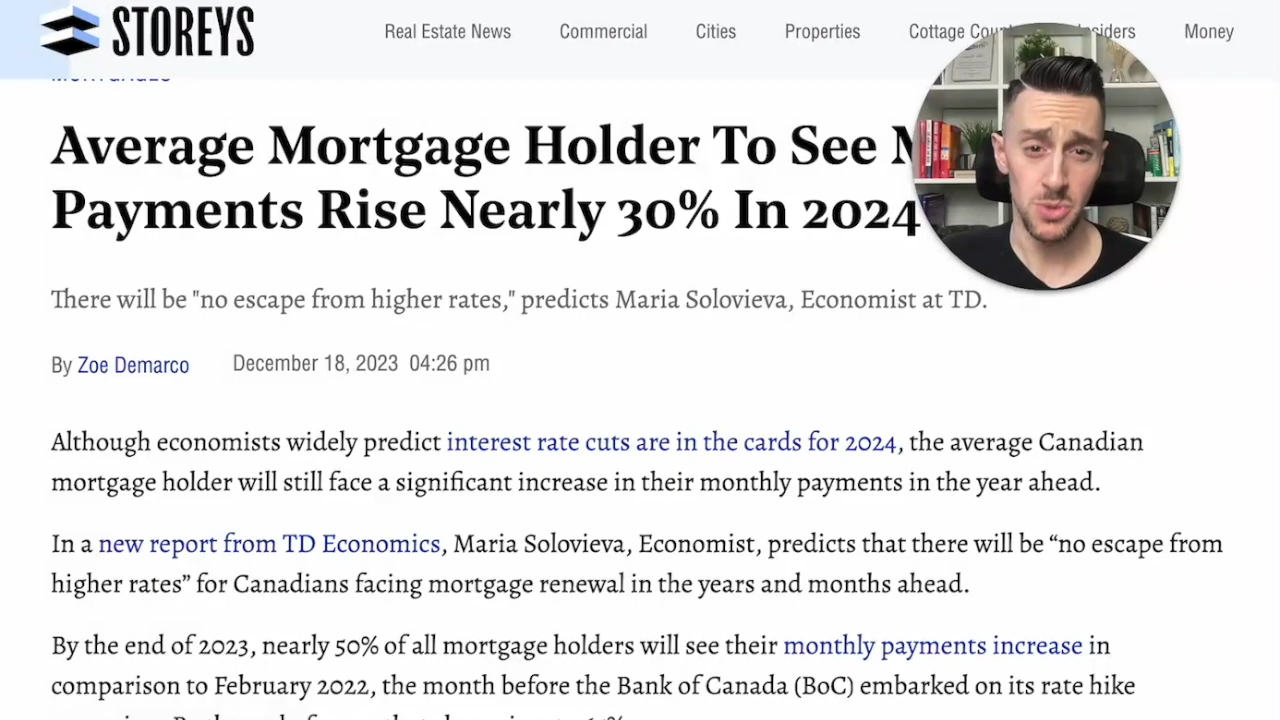 STOREYS
Real Estate News Commercial Cities Properties Cottage Insiders Money
MORTGAGES
Average Mortgage Holder To See
Payments Rise Nearly 30% In 2024
There will be "no escape from higher rates," predicts Maria Solovieva, Economist at TD.
By Zoe Demarco December 18, 2023 04:26 pm
Although economists widely predict interest rate cuts are in the cards for 2024, the average Canadian
mortgage holder will still face a significant increase in their monthly payments in the year ahead.
In a new report from TD Economics, Maria Solovieva, Economist, predicts that there will be “no escape from
higher rates” for Canadians facing mortgage renewal in the years and months ahead.
By the end of 2023, nearly 50% of all mortgage holders will see their monthly payments increase in
comparison to February 2022, the month before the Bank of Canada (BoC) embarked on its rate hike